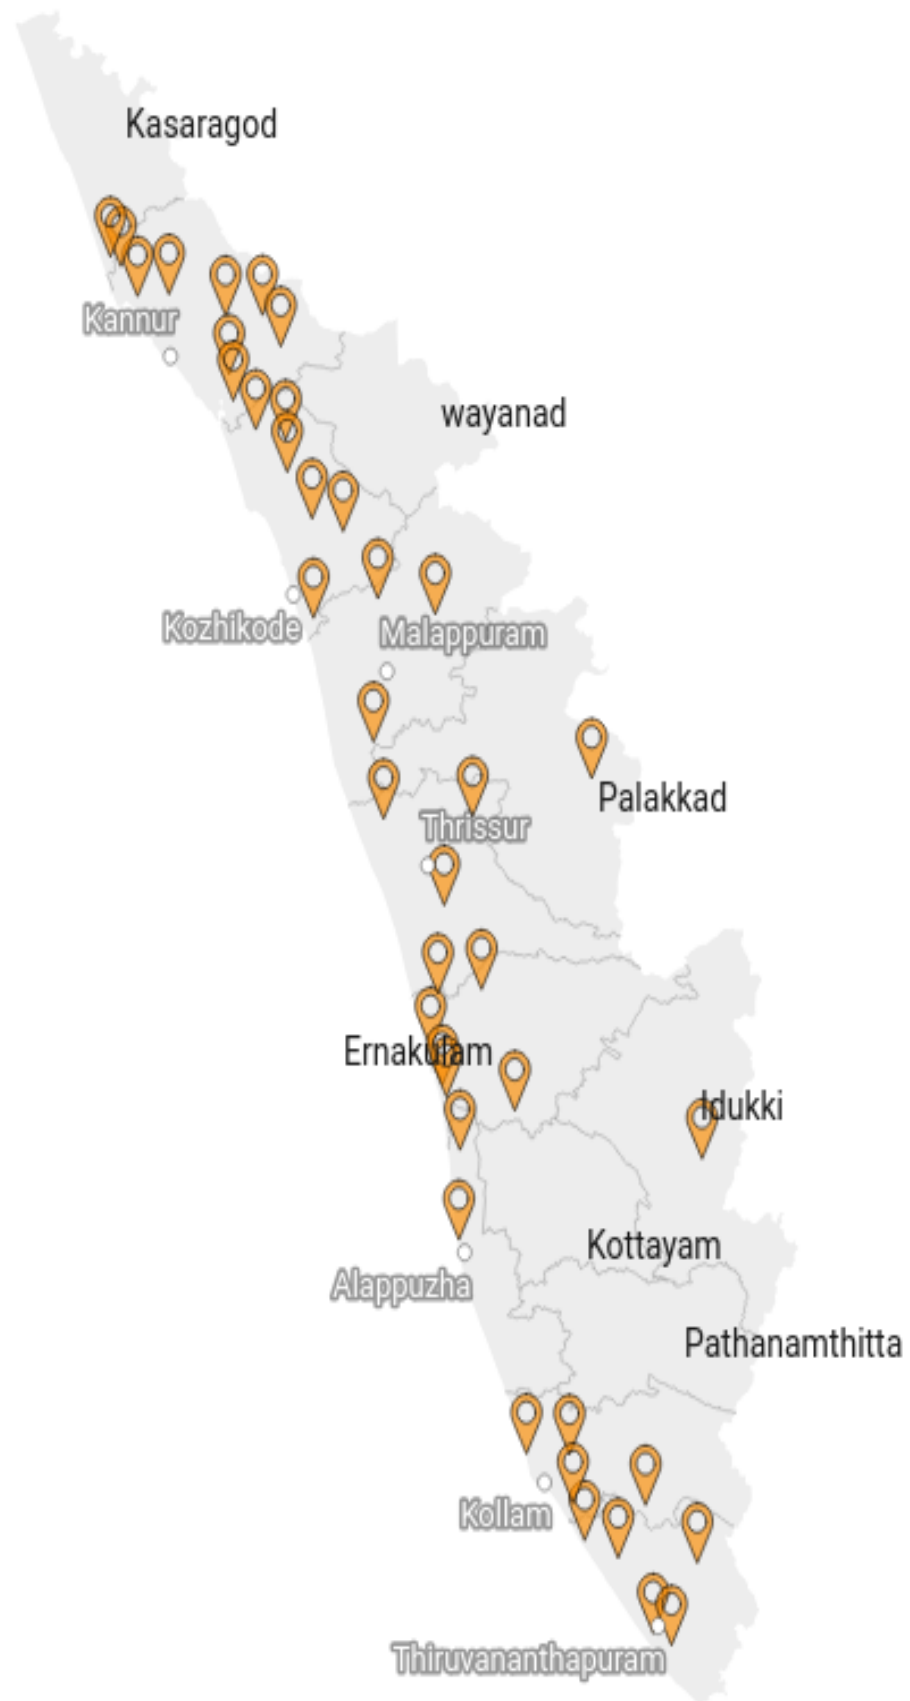 Kasaragod
Kannur
wayanad
Kozhikode
Malappuram
Palakkad
Thrissur
Ernakulam
Idukki
Kottayam
Alappuzha
Pathanamthitta
Kollam
Thiruvananthapuram